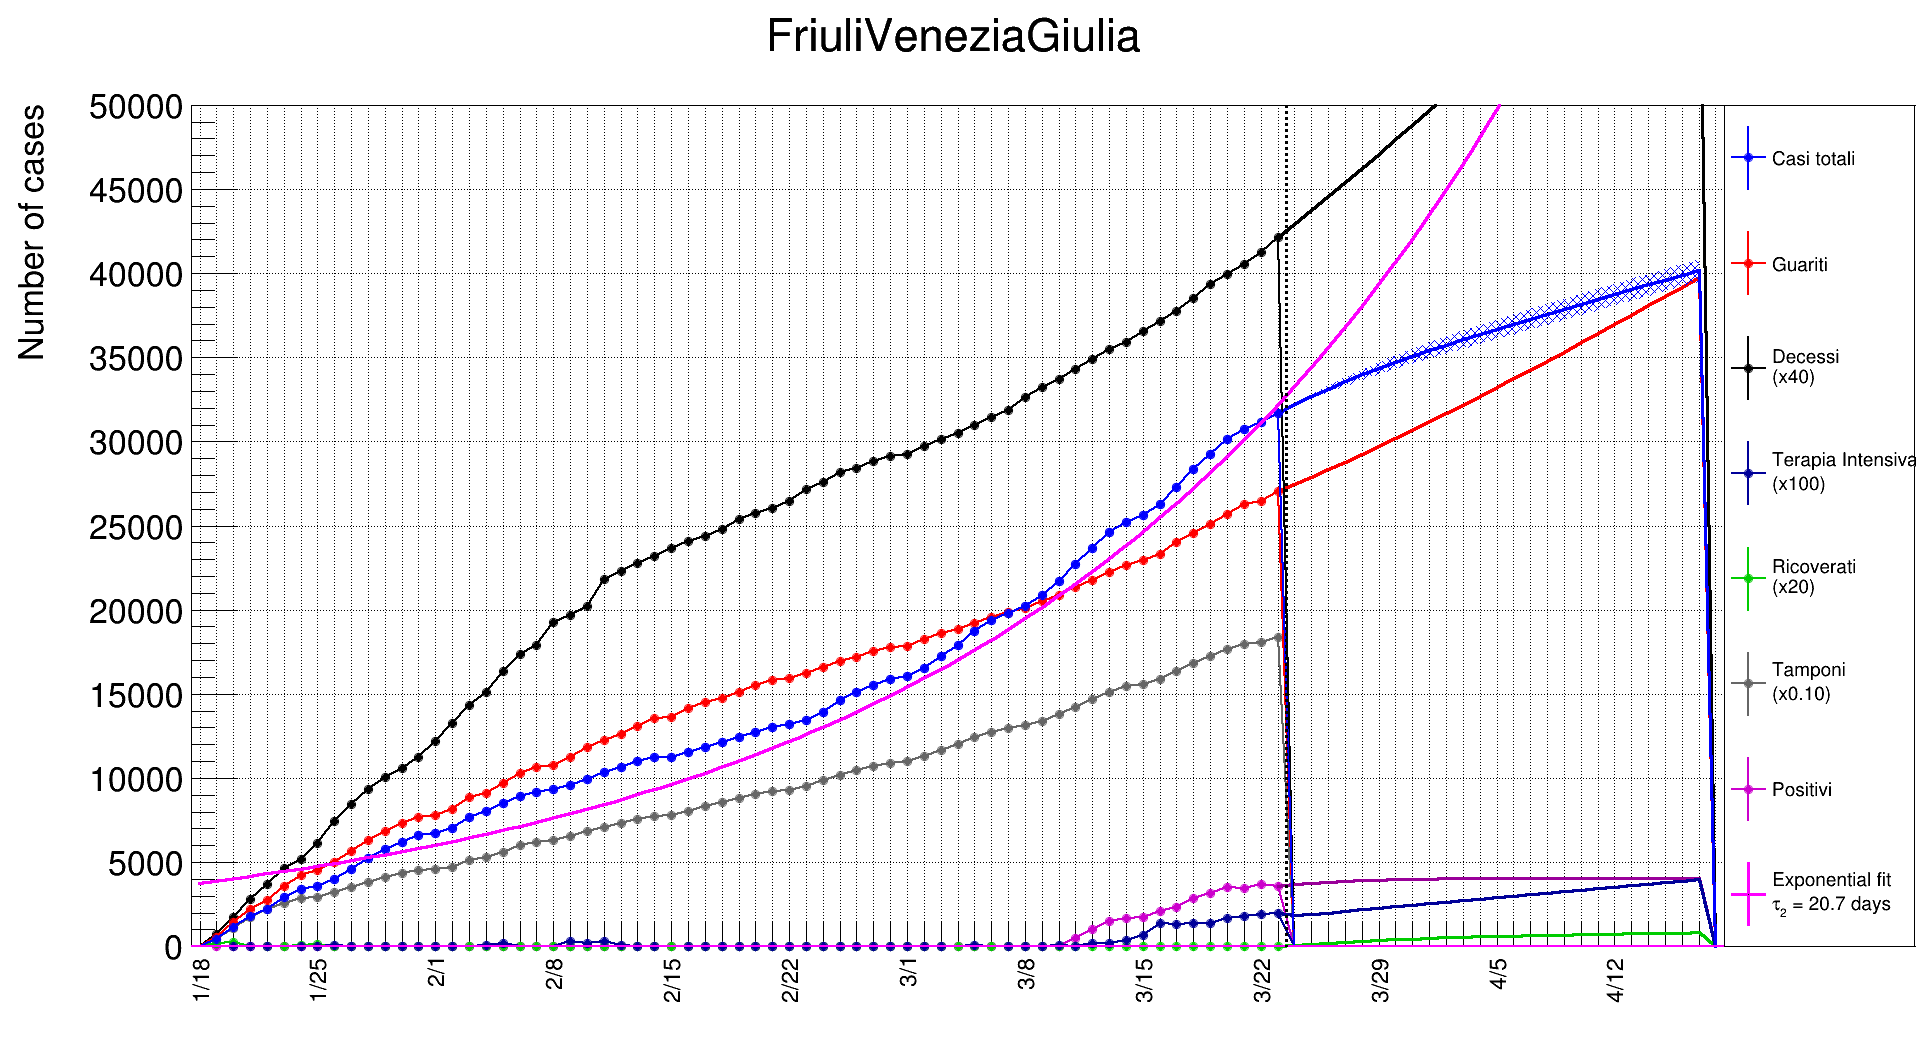 FriuliVeneziaGiulia
Number of cases
50000
45000
40000
35000
30000
25000
20000
15000
10000
5000
0
1/18
1/25
2/1
2/8
2/15
2/22
3/1
3/8
3/15
3/22
3/29
4/5
4/12
Casi totali
Guariti
Decessi
(x40)
Terapia Intensiva
(x100)
Ricoverati
(x20)
Tamponi
(x0.10)
Positivi
Exponential fit
τ2 = 20.7 days